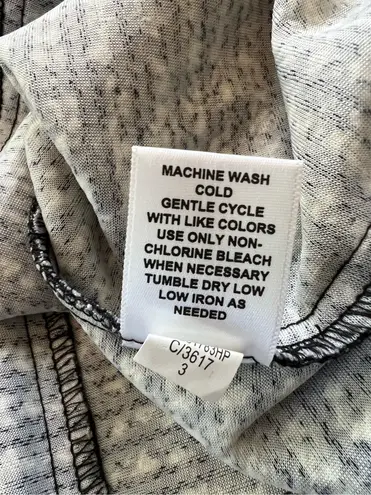 MACHINE WASH
COLD
GENTLE CYCLE
WITH LIKE COLORS
USE ONLY NON-
CHLORINE BLEACH
WHEN NECESSARY
TUMBLE DRY LOW
LOW IRON AS
NEEDED
C/3617
3